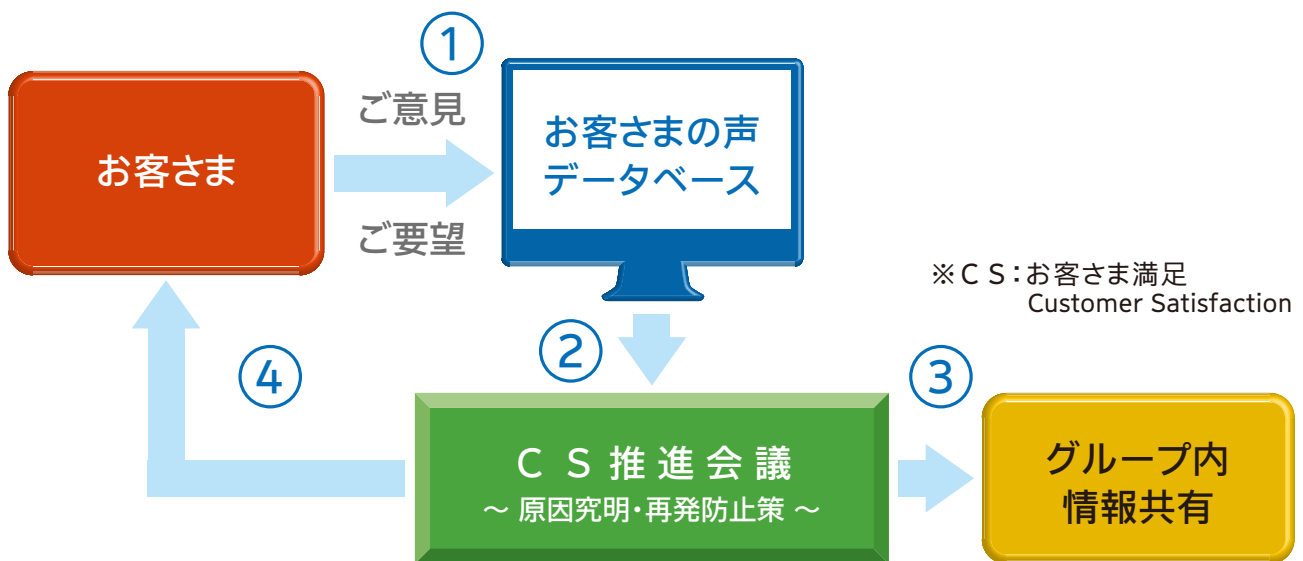 ①
お客さま
ご意見
ご要望
お客さまの声
データベース
※CS：お客さま満足
Customer Satisfaction
②
③
④
CS推進会議
～ 原因究明・再発防止策 ～
グループ内
情報共有